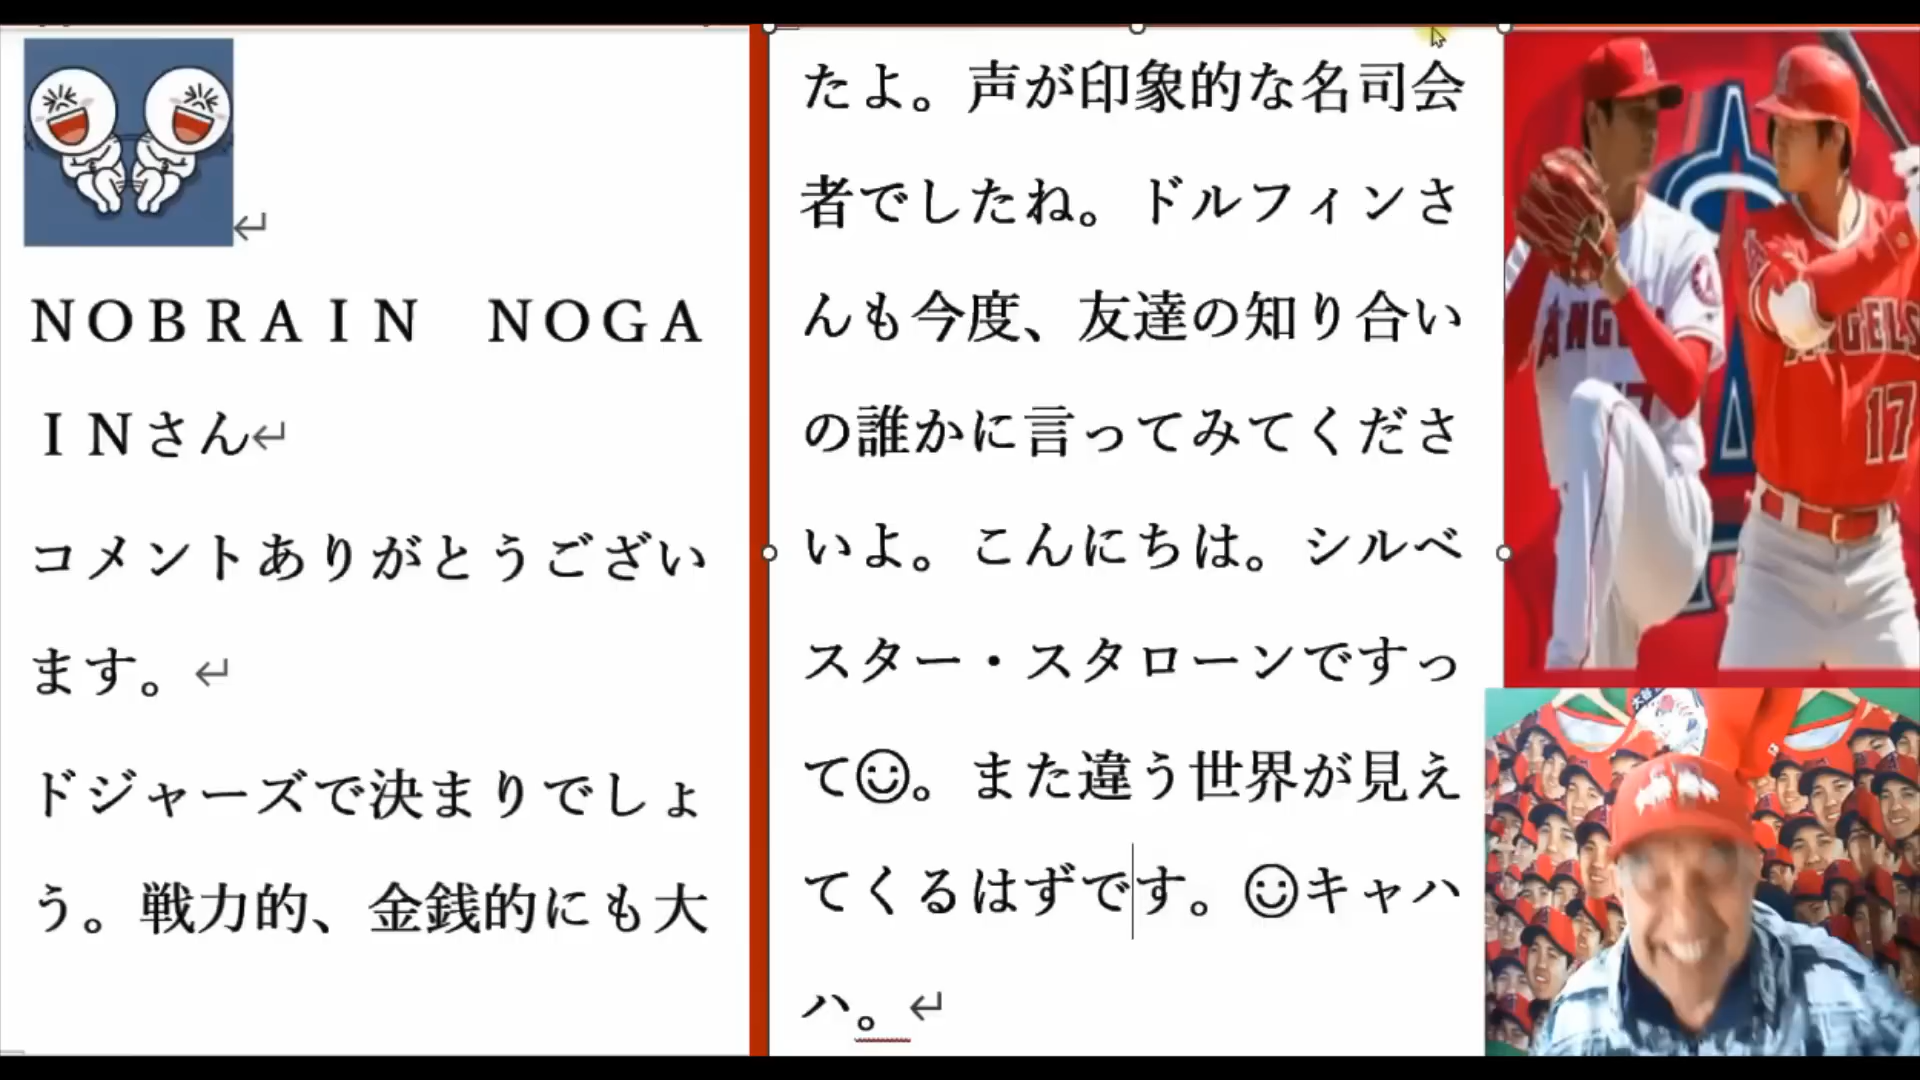 NOBRAIN NOGA
INさん
コメントありがとうござい
ます。
ドジャーズで決まりでしょ
う。戦力的、金銭的にも大
たよ。声が印象的な名司会
者でしたね。ドルフィンさ
んも今度、友達の知り合い
の誰かに言ってみてくださ
いよ。こんにちは。シルベ
スター・スタローンですっ
て☺。また違う世界が見え
てくるはずです。☺キャハ
ハ。
ANGELS
17